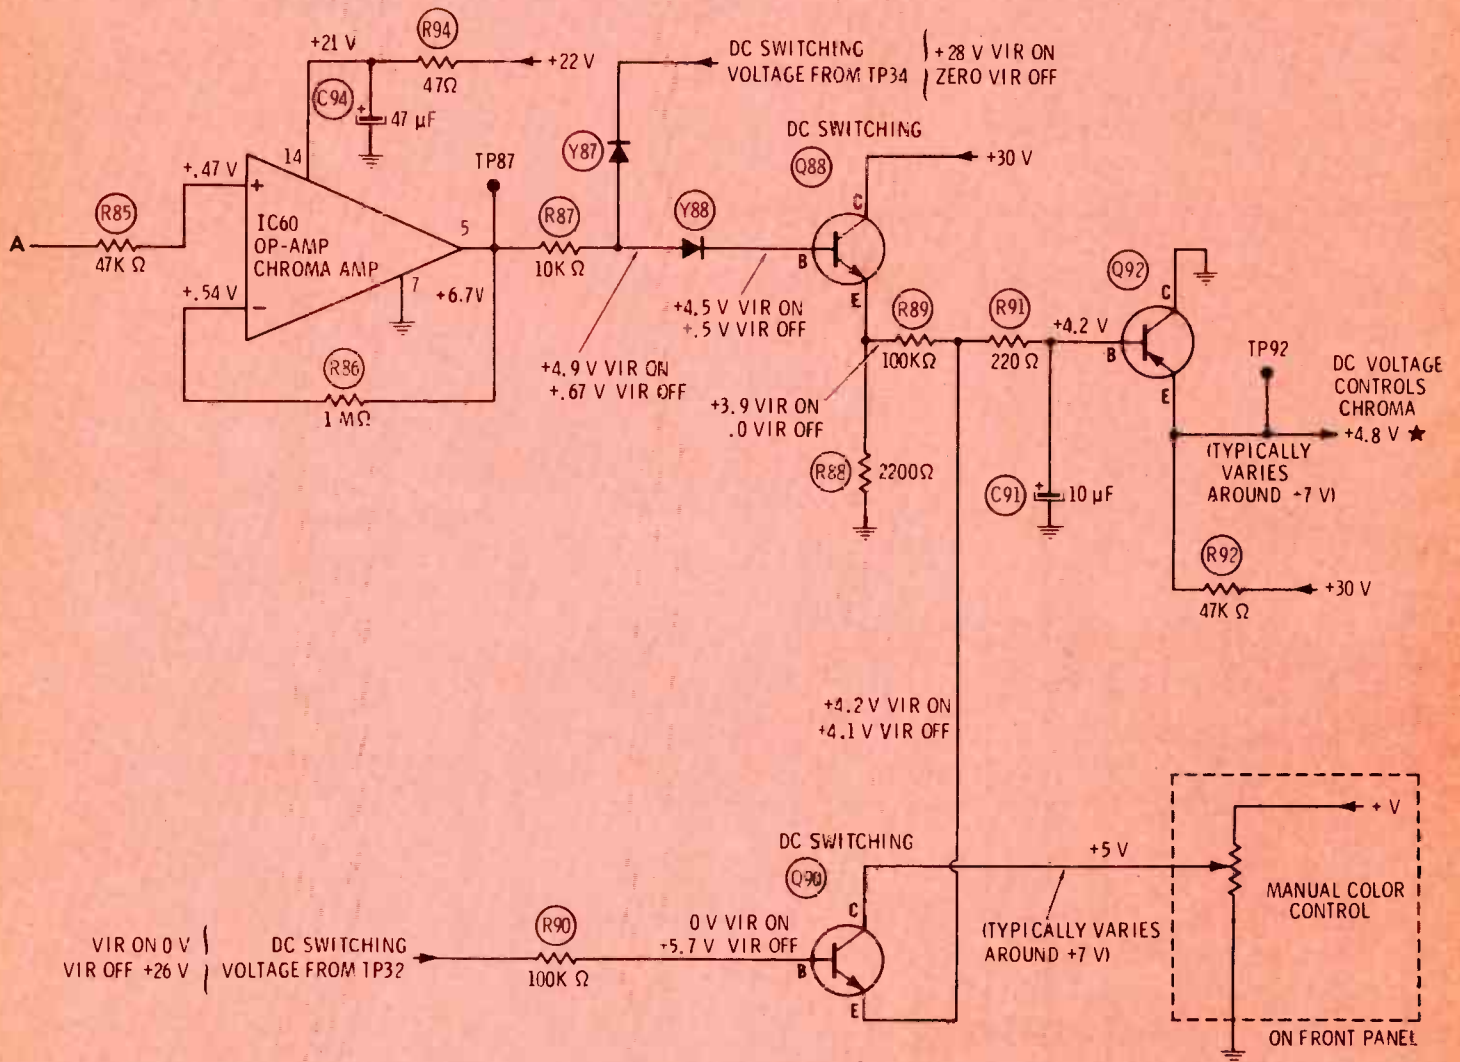 R94
+21 V
+22 V
47Ω
C94
+
47 µF
DC SWITCHING
VOLTAGE FROM TP34
+28 V VIR ON
ZERO VIR OFF
DC SWITCHING
Q88
+30 V
C
B
E
14
TP87
Y87
+.47 V
R85
A
47K Ω
+
IC60
OP-AMP
CHROMA AMP
5
7
+.54 V
−
+6.7V
R87
10K Ω
Y88
R86
1 MΩ
+4.5 V VIR ON
+.5 V VIR OFF
+4.9 V VIR ON
+.67 V VIR OFF
R89
100KΩ
R91
220 Ω
+3.9 VIR ON
.0 VIR OFF
R88
2200Ω
+4.2 V
Q92
C
B
E
C91
+
10 µF
TP92
DC VOLTAGE
CONTROLS
CHROMA
+4.8 V ★
(TYPICALLY
VARIES
AROUND +7 V)
R92
47K Ω
+30 V
+4.2 V VIR ON
+4.1 V VIR OFF
DC SWITCHING
Q90
C
B
E
+5 V
(TYPICALLY VARIES
AROUND +7 V)
+ V
MANUAL COLOR
CONTROL
ON FRONT PANEL
VIR ON 0 V
VIR OFF +26 V
DC SWITCHING
VOLTAGE FROM TP32
R90
100K Ω
0 V VIR ON
+5.7 V VIR OFF